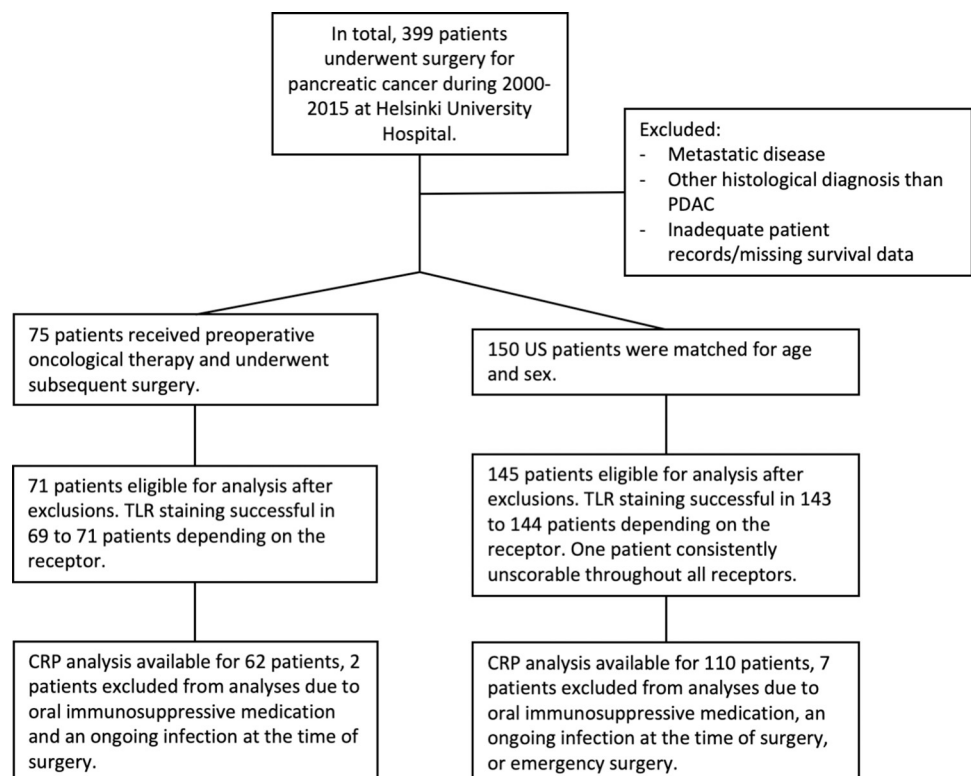 In total, 399 patients
underwent surgery for
pancreatic cancer during 2000-
2015 at Helsinki University
Hospital.
Excluded:
- Metastatic disease
- Other histological diagnosis than
PDAC
- Inadequate patient
records/missing survival data
75 patients received preoperative
oncological therapy and underwent
subsequent surgery.
150 US patients were matched for age
and sex.
71 patients eligible for analysis after
exclusions. TLR staining successful in
69 to 71 patients depending on the
receptor.
145 patients eligible for analysis after
exclusions. TLR staining successful in 143
to 144 patients depending on the
receptor. One patient consistently
unscorable throughout all receptors.
CRP analysis available for 62 patients, 2
patients excluded from analyses due to
oral immunosuppressive medication
and an ongoing infection at the time of
surgery.
CRP analysis available for 110 patients, 7
patients excluded from analyses due to
oral immunosuppressive medication, an
ongoing infection at the time of surgery,
or emergency surgery.